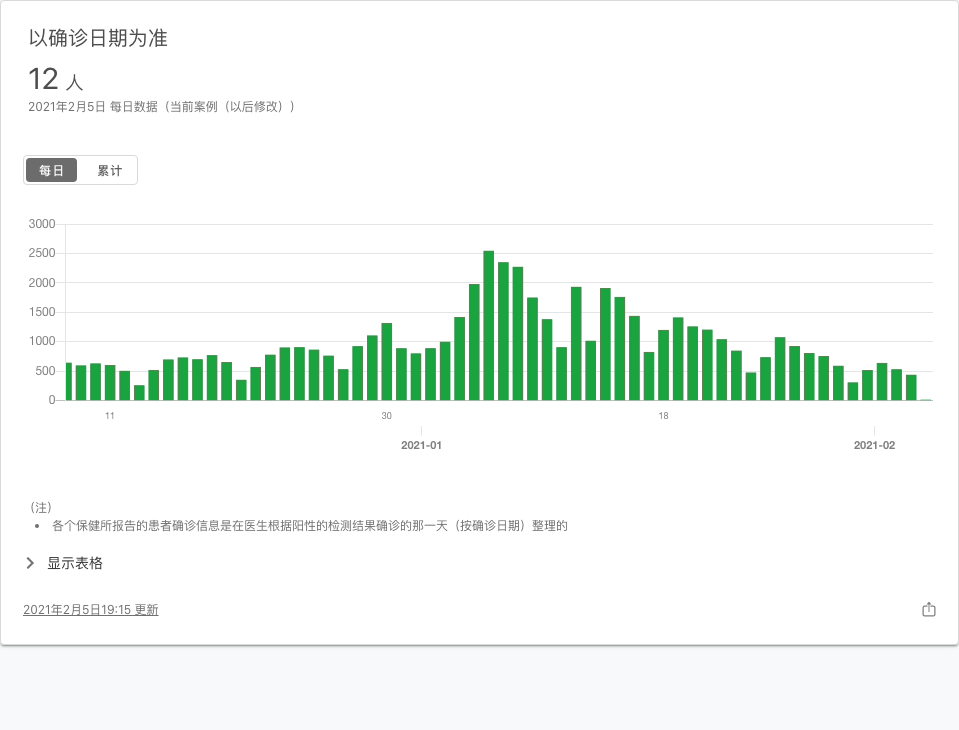 以确诊日期为准
12 人
2021年2月5日 每日数据（当前案例（以后修改））
每日 累计
3000
2500
2000
1500
1000
500
0
11 30 18
2021-01 2021-02
（注）
• 各个保健所报告的患者确诊信息是在医生根据阳性的检测结果确诊的那一天（按确诊日期）整理的
显示表格
2021年2月5日19:15 更新